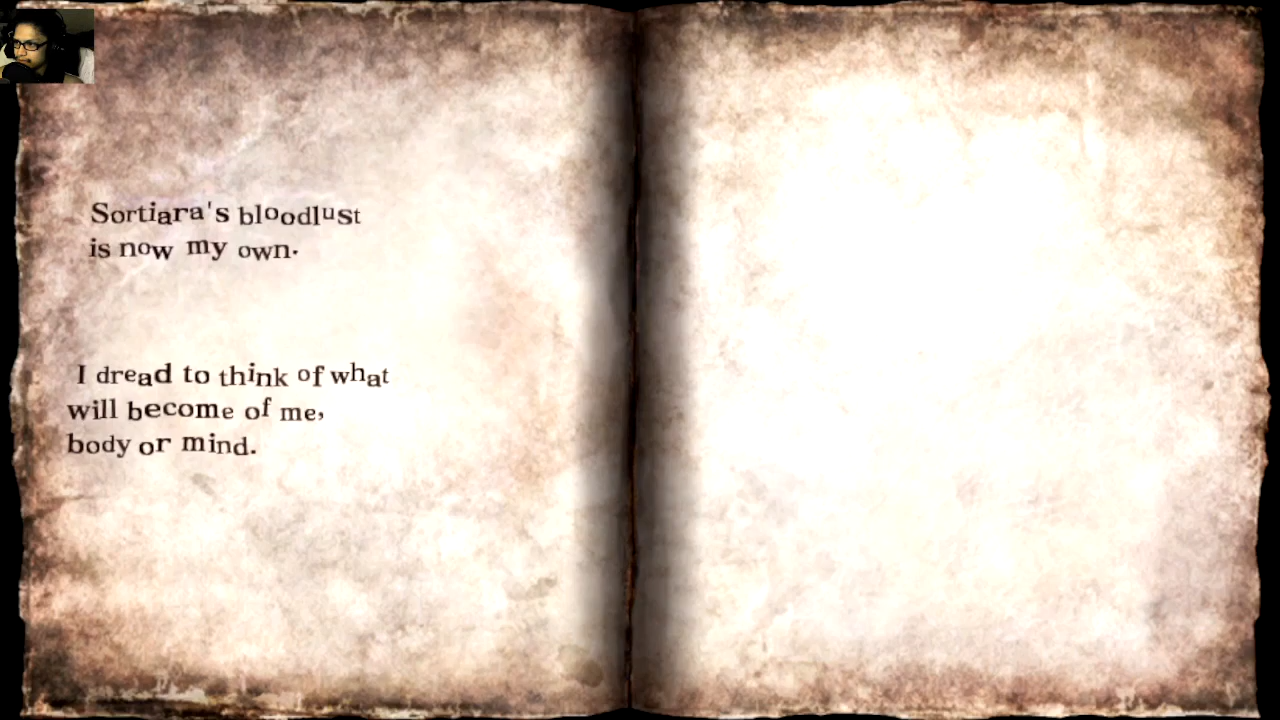 Sortiara's bloodlust
is now my own.
I dread to think of what
will become of me,
body or mind.